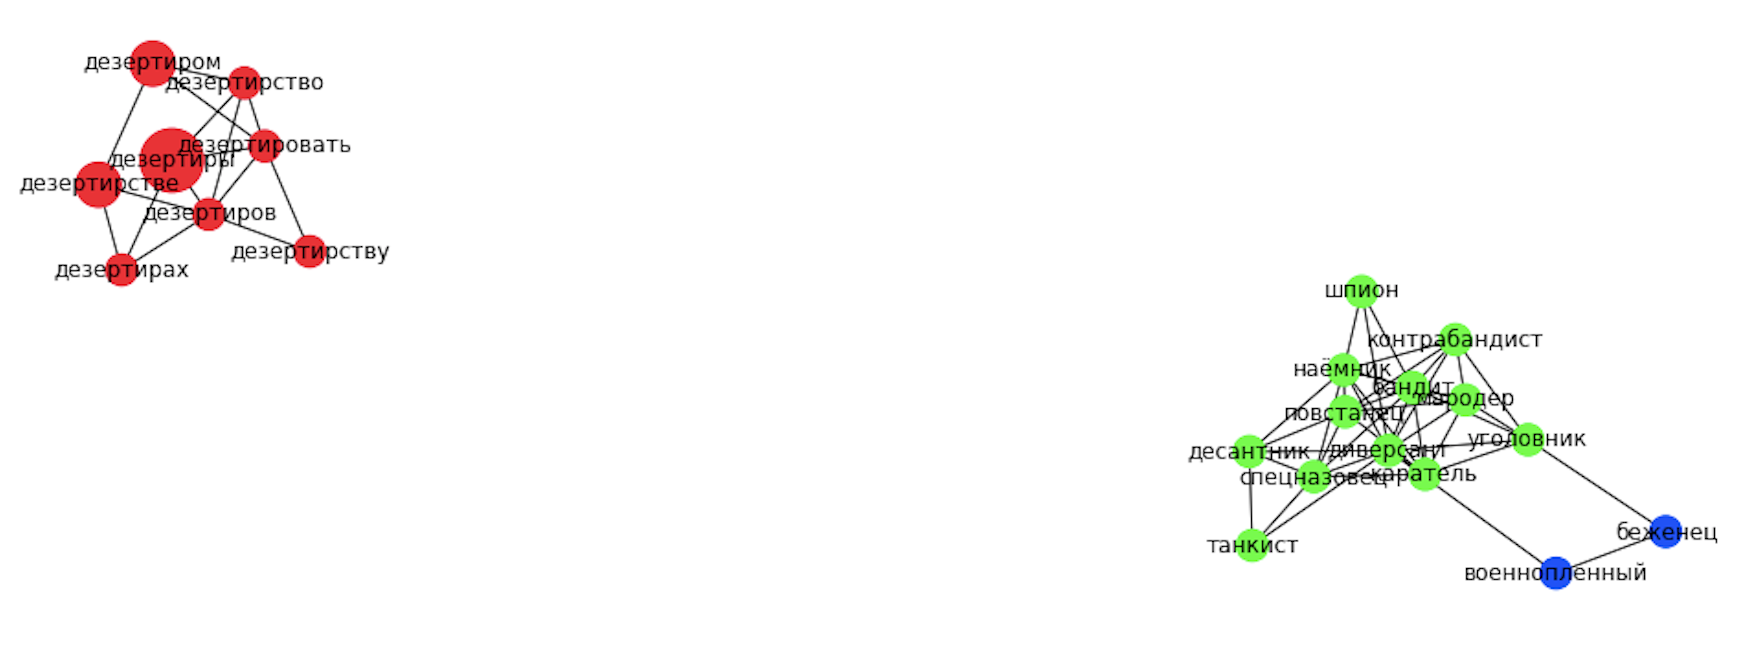 дезертиром
дезертирство
дезертировать
дезертиры
дезертирстве
дезертиров
дезертирству
дезертирах
шпион
контрабандист
наёмник
бандит
мародер
повстанец
уголовник
диверсант
десантник
каратель
спецназовец
беженец
танкист
военнопленный